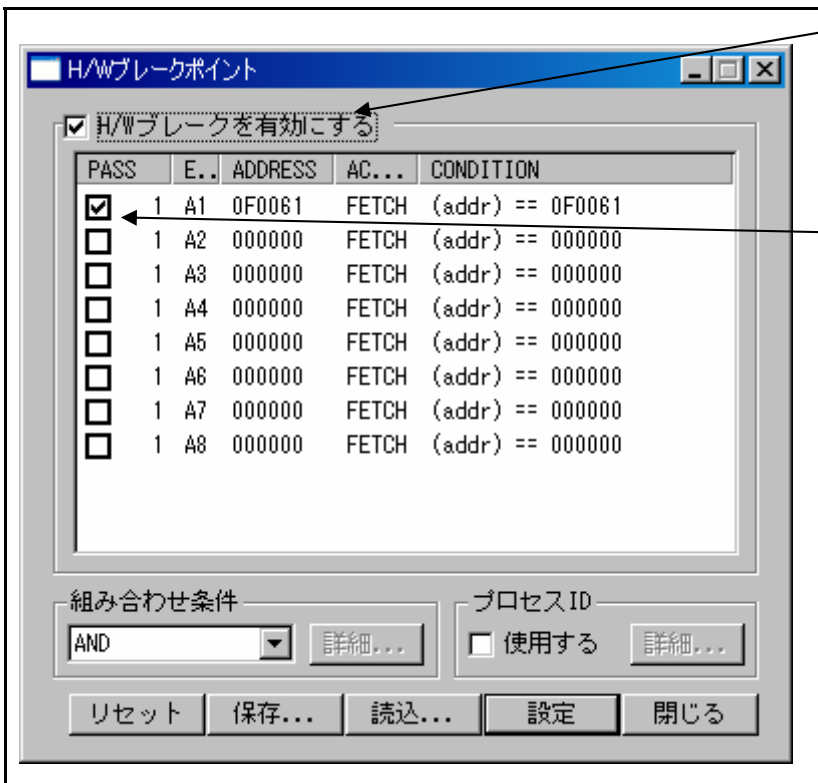 H/Wブレークポイント
H/Wブレークを有効にする
PASS E.. ADDRESS AC... CONDITION
1 A1 0F0061 FETCH (addr) == 0F0061
1 A2 000000 FETCH (addr) == 000000
1 A3 000000 FETCH (addr) == 000000
1 A4 000000 FETCH (addr) == 000000
1 A5 000000 FETCH (addr) == 000000
1 A6 000000 FETCH (addr) == 000000
1 A7 000000 FETCH (addr) == 000000
1 A8 000000 FETCH (addr) == 000000
組み合わせ条件 プロセスID
AND 詳細... 使用する 詳細...
リセット 保存... 読込... 設定 閉じる